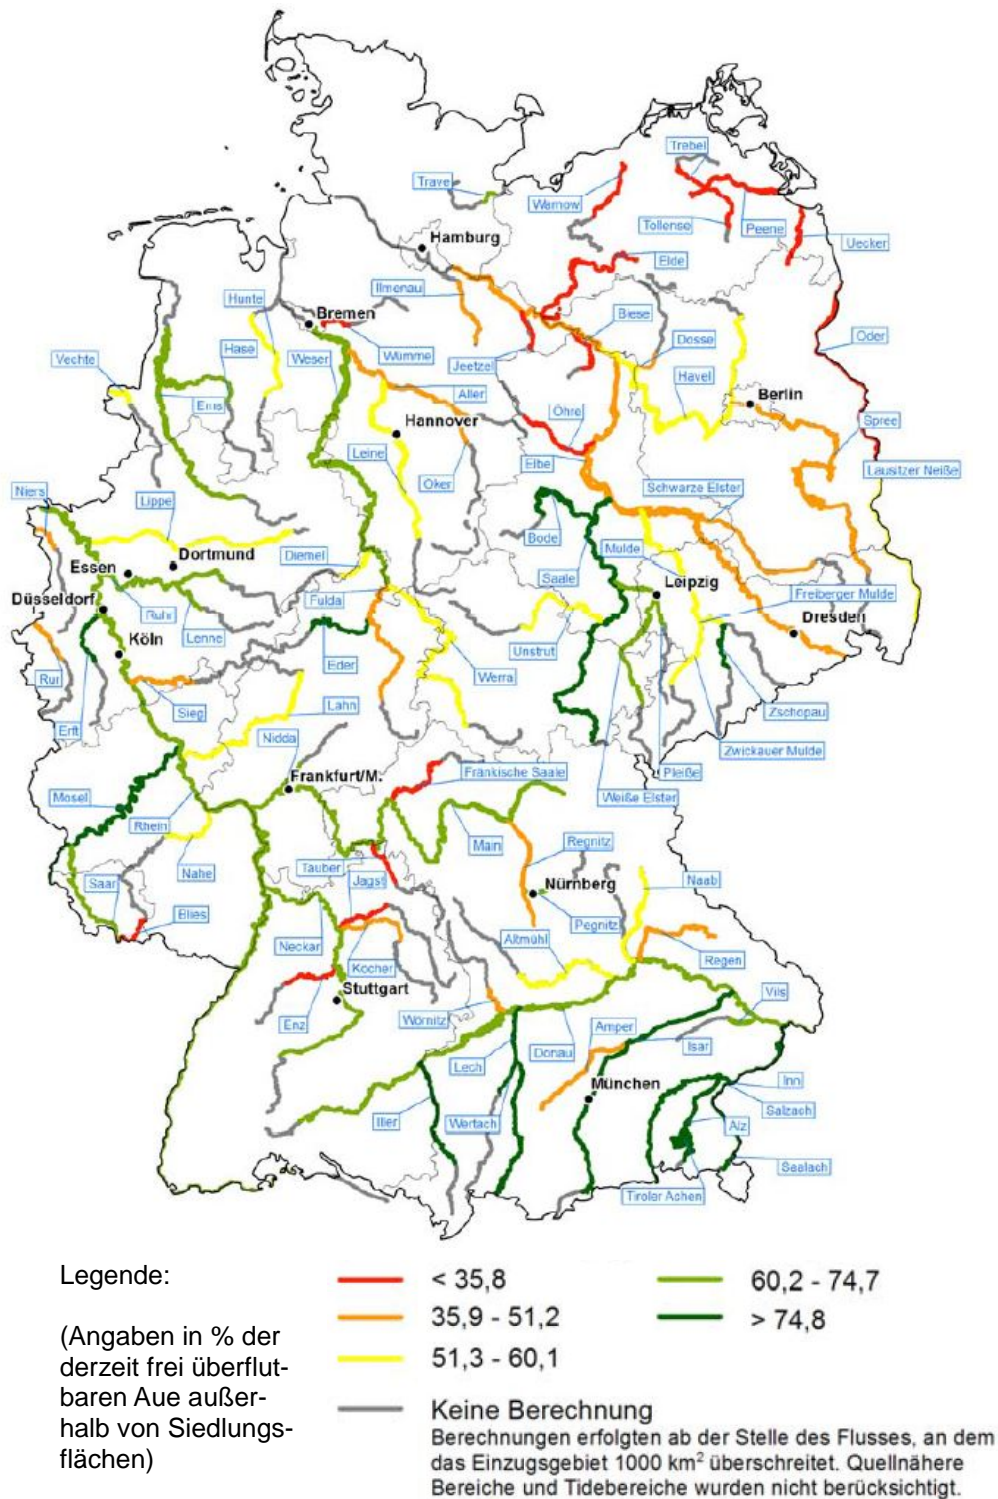 Trebel
Trave
Warnow
Tollense
Peene
Uecker
Hamburg
Elde
Ilmenau
Hunte
Bremen
Biese
Oder
Vechte
Hase
Weser
Wümme
Jeetzel
Dosse
Havel
Berlin
Ems
Aller
Hannover
Ohre
Spree
Leine
Elbe
Lausitzer Neiße
Niers
Lippe
Oker
Schwarze Elster
Dortmund
Diemel
Bode
Mulde
Essen
Saale
Leipzig
Düsseldorf
Fulda
Freiberger Mulde
Ruhr
Dresden
Köln
Lenne
Unstrut
Eder
Werra
Rur
Sieg
Lahn
Erft
Zschopau
Nidda
Zwickauer Mulde
Frankfurt/M.
Fränkische Saale
Pleiße
Mosel
Weiße Elster
Rhein
Main
Regnitz
Nahe
Tauber
Saar
Jagst
Nürnberg
Naab
Blies
Pegnitz
Neckar
Altmühl
Kocher
Regen
Stuttgart
Vils
Enz
Wörnitz
Amper
Lech
Donau
Isar
München
Inn
Salzach
Iller
Wertach
Alz
Saalach
Tiroler Achen
Legende:
(Angaben in % der
derzeit frei überflut-
baren Aue außer-
halb von Siedlungs-
flächen)
< 35,8
35,9 - 51,2
51,3 - 60,1
60,2 - 74,7
> 74,8
Keine Berechnung
Berechnungen erfolgten ab der Stelle des Flusses, an dem
das Einzugsgebiet 1000 km² überschreitet. Quellnähere
Bereiche und Tidebereiche wurden nicht berücksichtigt.